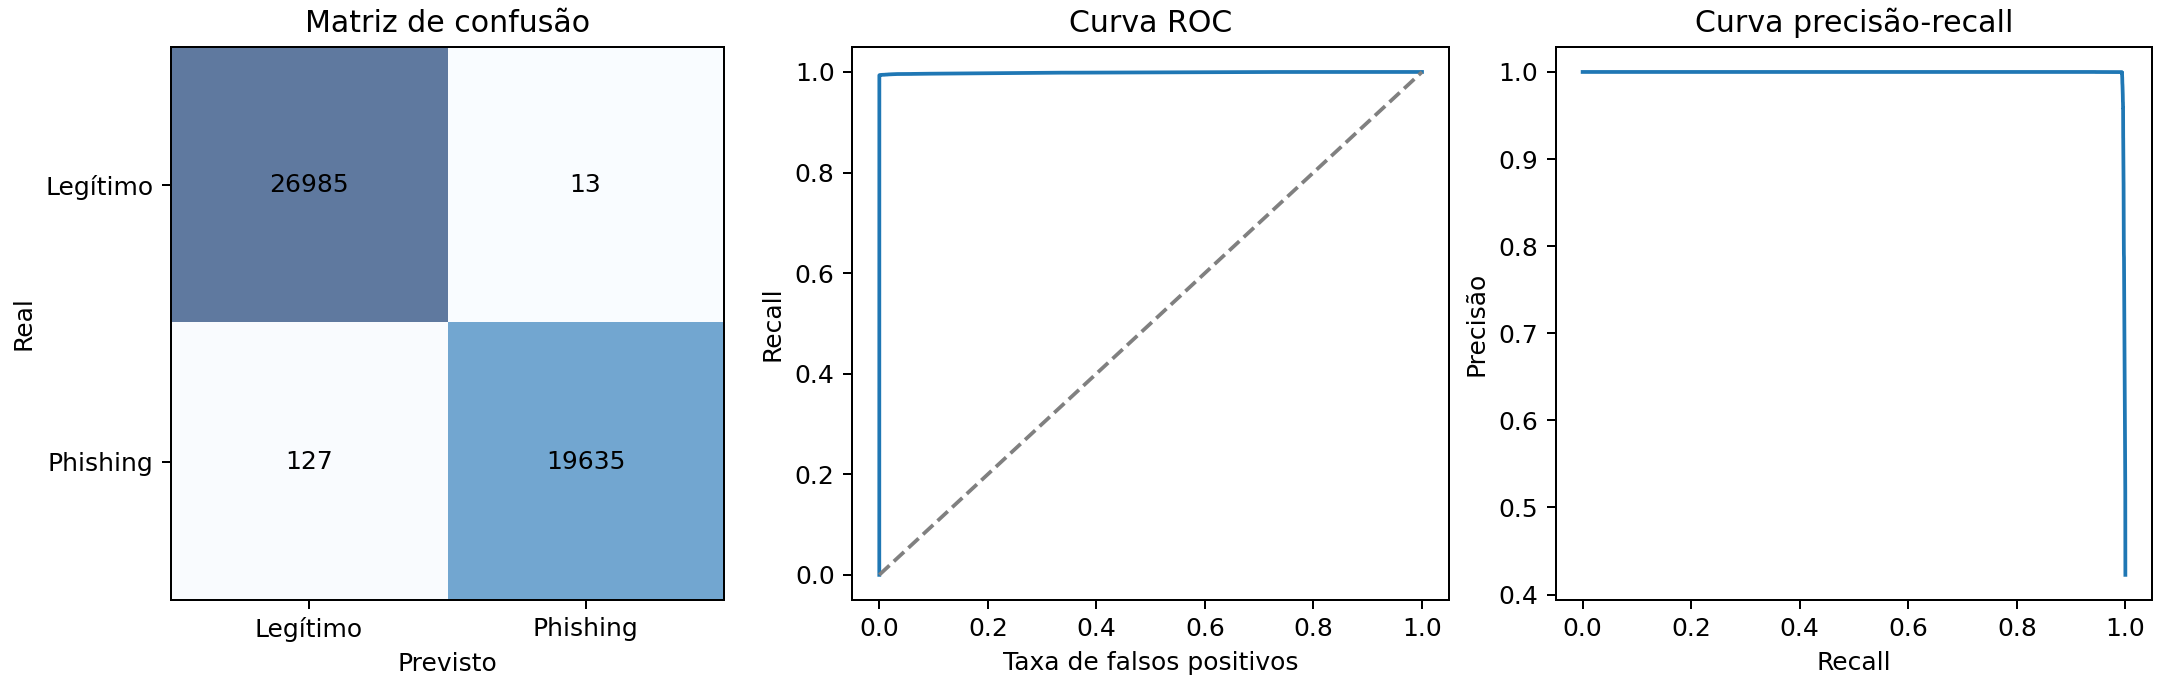 Matriz de confusão
Real
Legítimo
26985
13
Phishing
127
19635
Legítimo
Phishing
Previsto
Curva ROC
Recall
1.0
0.8
0.6
0.4
0.2
0.0
0.0 0.2 0.4 0.6 0.8 1.0
Taxa de falsos positivos
Curva precisão-recall
Precisão
1.0
0.9
0.8
0.7
0.6
0.5
0.4
0.0 0.2 0.4 0.6 0.8 1.0
Recall